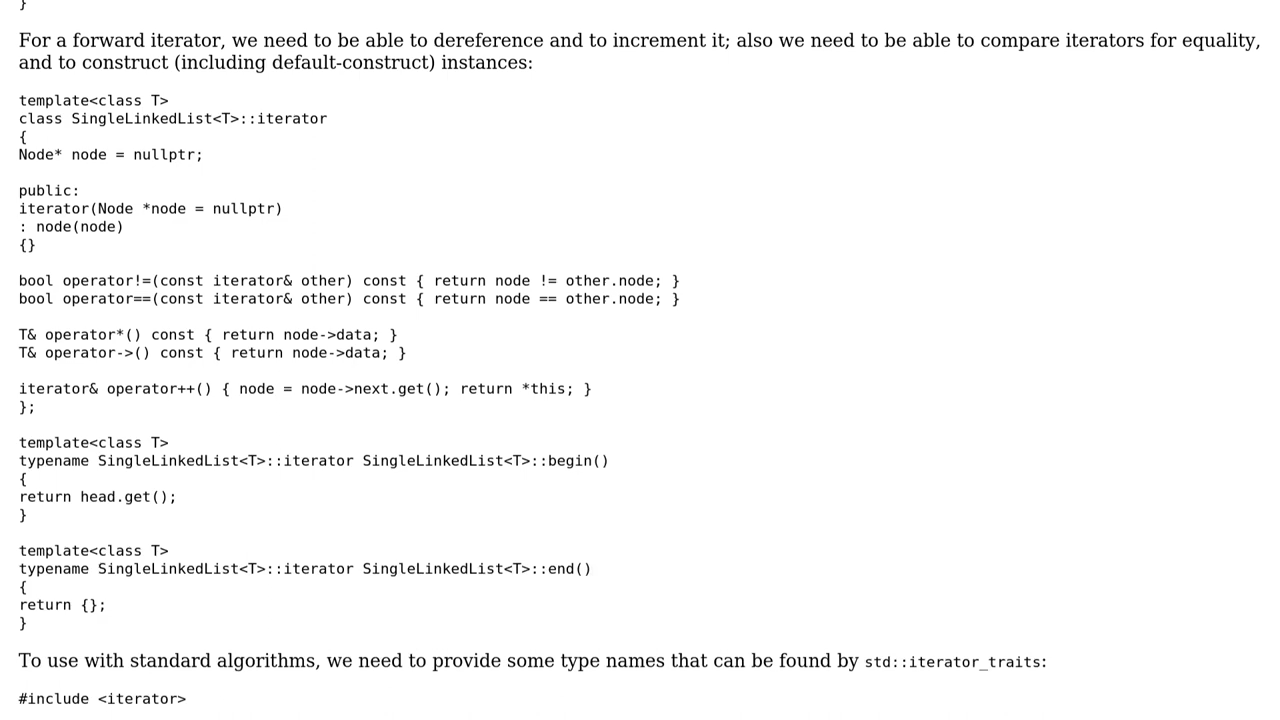 }
For a forward iterator, we need to be able to dereference and to increment it; also we need to be able to compare iterators for equality,
and to construct (including default-construct) instances:
template<class T>
class SingleLinkedList<T>::iterator
{
Node* node = nullptr;
public:
iterator(Node *node = nullptr)
: node(node)
{}
bool operator!=(const iterator& other) const { return node != other.node; }
bool operator==(const iterator& other) const { return node == other.node; }
T& operator*() const { return node->data; }
T& operator->() const { return node->data; }
iterator& operator++() { node = node->next.get(); return *this; }
};
template<class T>
typename SingleLinkedList<T>::iterator SingleLinkedList<T>::begin()
{
return head.get();
}
template<class T>
typename SingleLinkedList<T>::iterator SingleLinkedList<T>::end()
{
return {};
}
To use with standard algorithms, we need to provide some type names that can be found by std::iterator_traits:
#include <iterator>